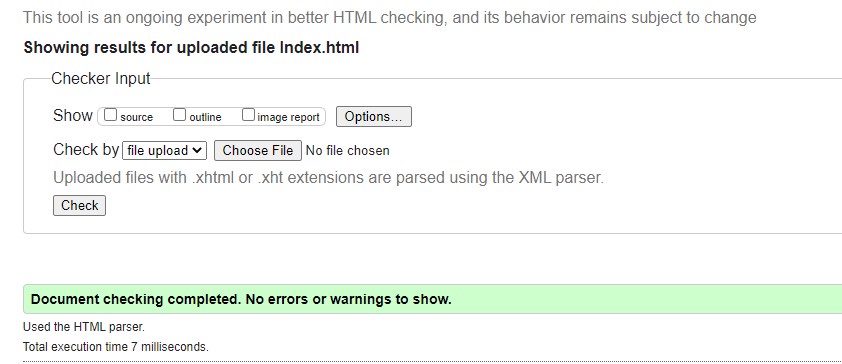 This tool is an ongoing experiment in better HTML checking, and its behavior remains subject to change
Showing results for uploaded file Index.html
Checker Input
Show source outline image report Options...
Check by file upload Choose File No file chosen
Uploaded files with .xhtml or .xht extensions are parsed using the XML parser.
Check
Document checking completed. No errors or warnings to show.
Used the HTML parser.
Total execution time 7 milliseconds.